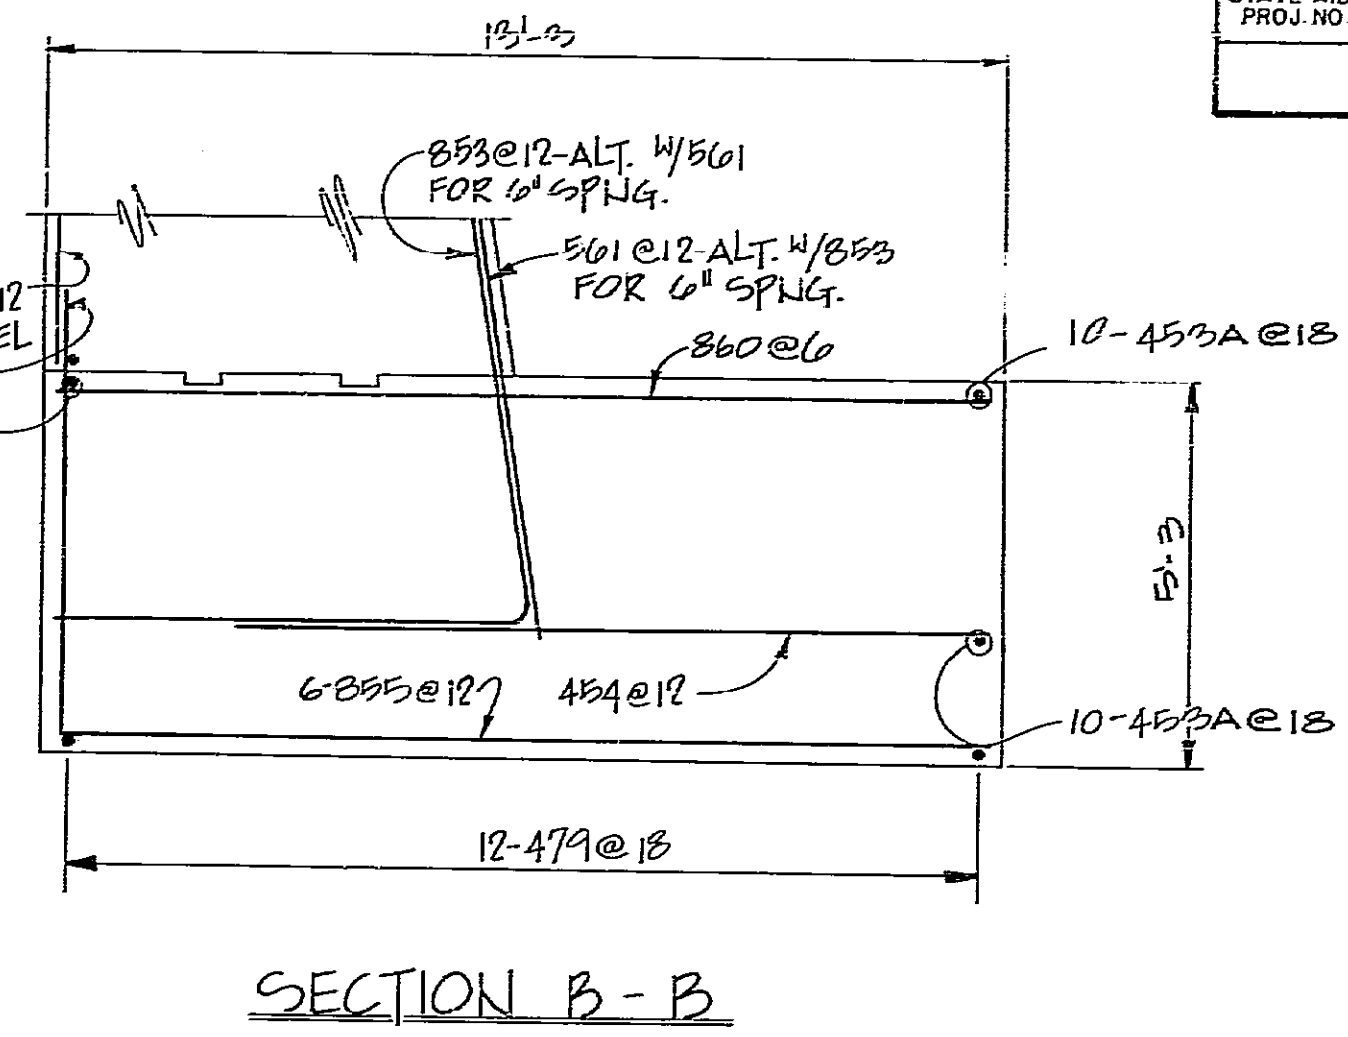 PROJ. NO.
13'-3
853@12-ALT. W/561
FOR 6" SPNG.
561@12-ALT. W/853
FOR 6" SPNG.
12
EL
860@6
10-453A@18
5'-3
6-855@12
454@12
10-453A@18
12-479@18
SECTION B-B